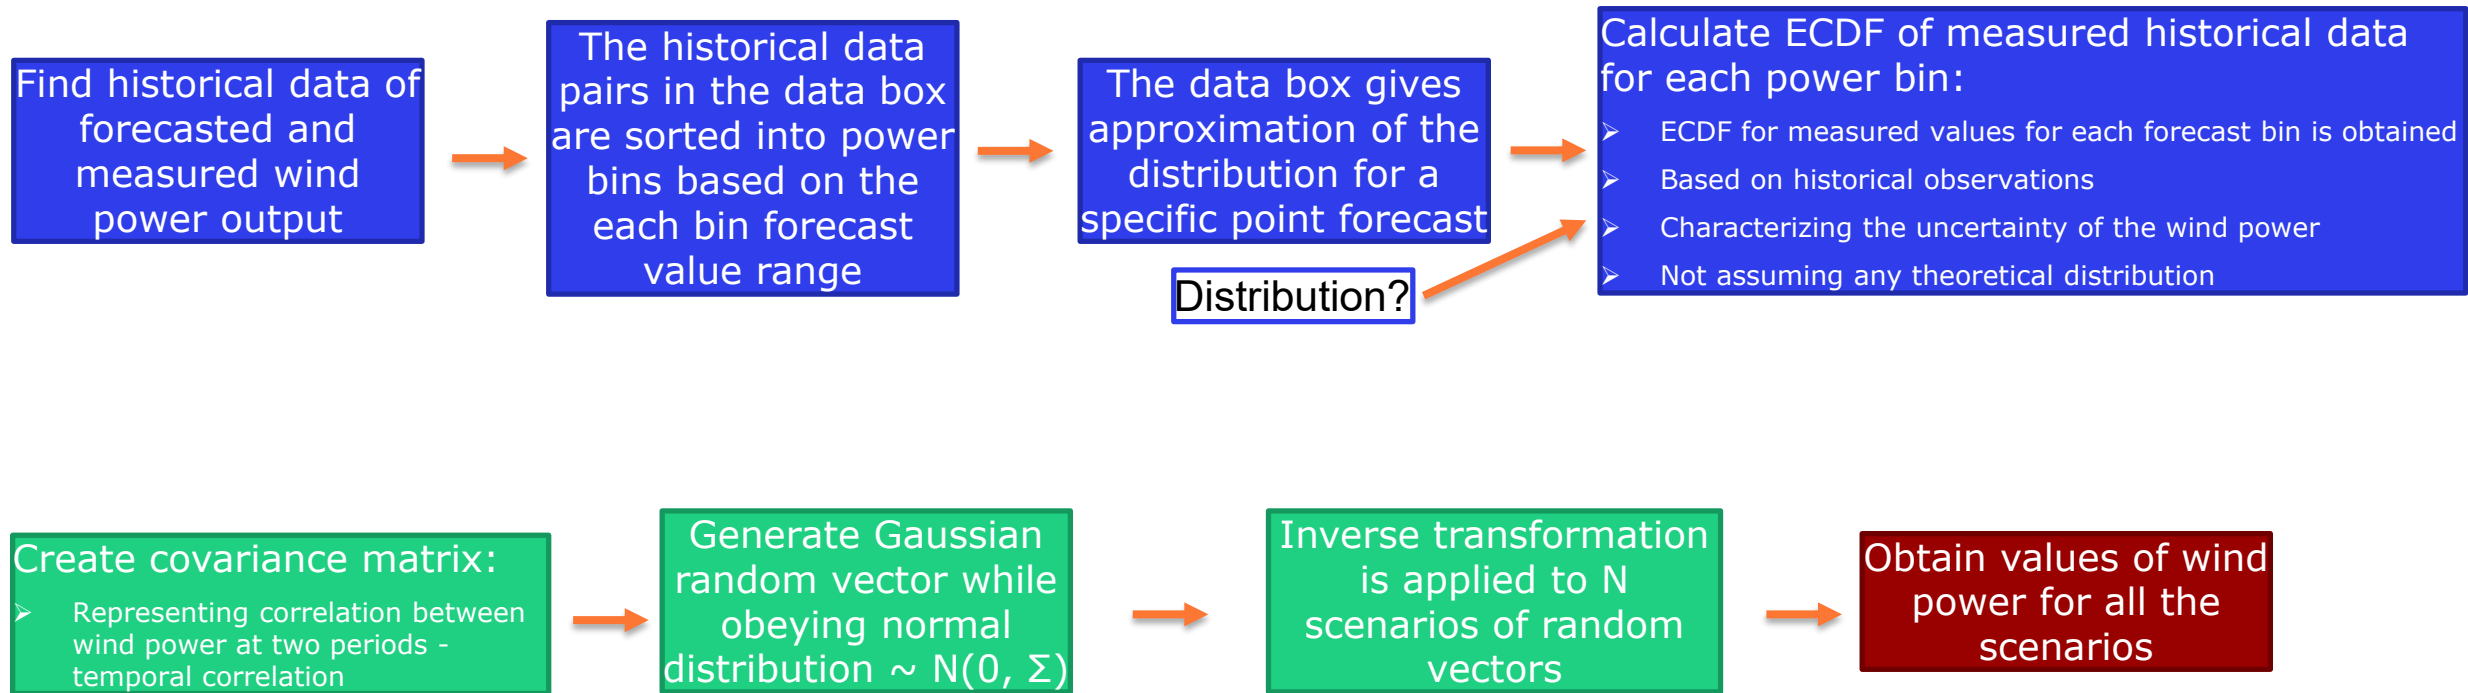 Find historical data of
forecasted and
measured wind
power output
The historical data
pairs in the data box
are sorted into power
bins based on the
each bin forecast
value range
The data box gives
approximation of the
distribution for a
specific point forecast
Distribution?
Calculate ECDF of measured historical data
for each power bin:
➢ ECDF for measured values for each forecast bin is obtained
➢ Based on historical observations
➢ Characterizing the uncertainty of the wind power
➢ Not assuming any theoretical distribution
Create covariance matrix:
➢ Representing correlation between
wind power at two periods -
temporal correlation
Generate Gaussian
random vector while
obeying normal
distribution ~ N(0, Σ)
Inverse transformation
is applied to N
scenarios of random
vectors
Obtain values of wind
power for all the
scenarios